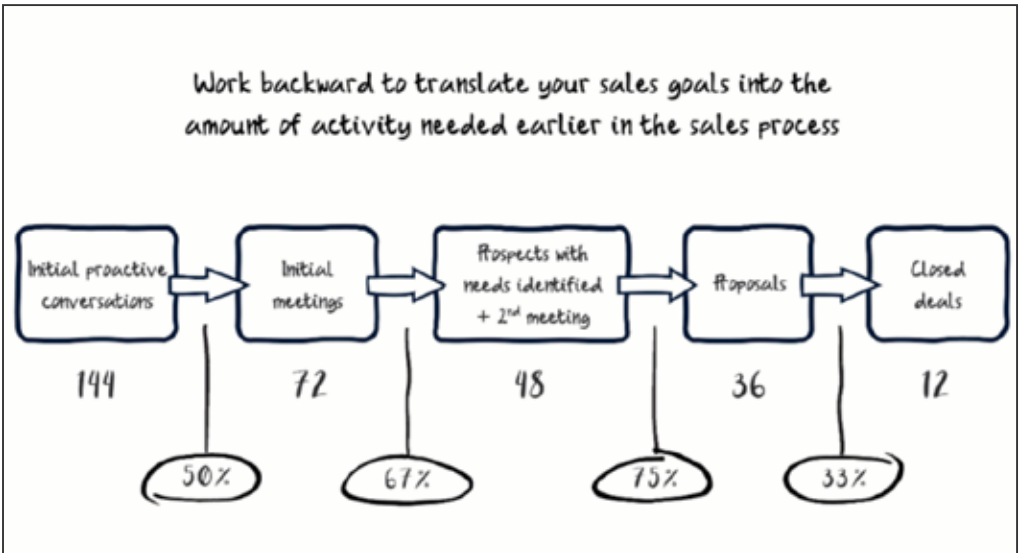 Work backward to translate your sales goals into the
amount of activity needed earlier in the sales process
Initial proactive
conversations
Initial
meetings
Prospects with
needs identified
+ 2nd meeting
Proposals
Closed
deals
144
72
48
36
12
50%
67%
75%
33%